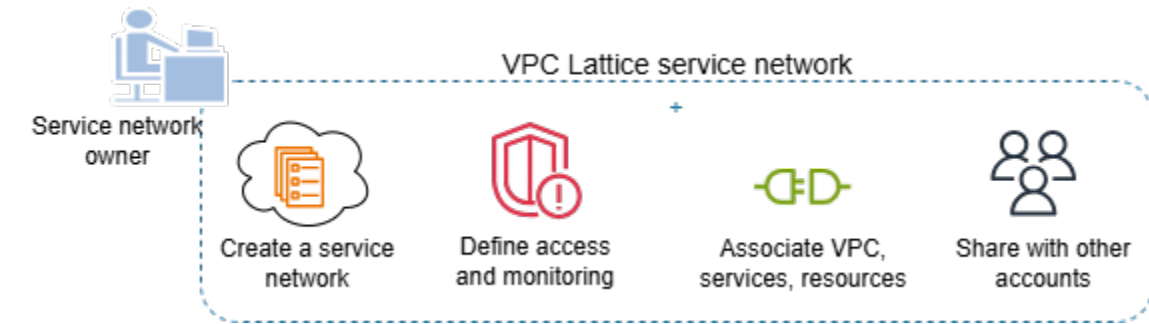 VPC Lattice service network
Service network
owner
Create a service
network
Define access
and monitoring
Associate VPC,
services, resources
Share with other
accounts